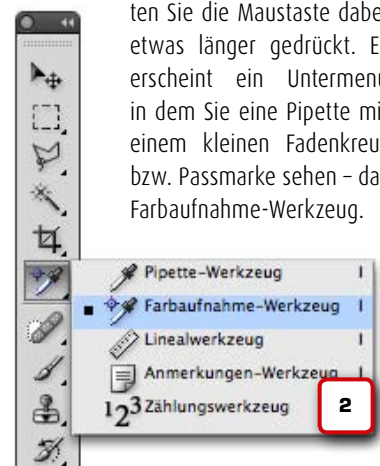 ten Sie die Maustaste dabe
etwas länger gedrückt. E
erscheint ein Untermenü
in dem Sie eine Pipette mi
einem kleinen Fadenkreu
bzw. Passmarke sehen – da
Farbaufnahme-Werkzeug.
Pipette-Werkzeug I
Farbaufnahme-Werkzeug I
Linealwerkzeug I
Anmerkungen-Werkzeug I
123 Zählungswerkzeug
2